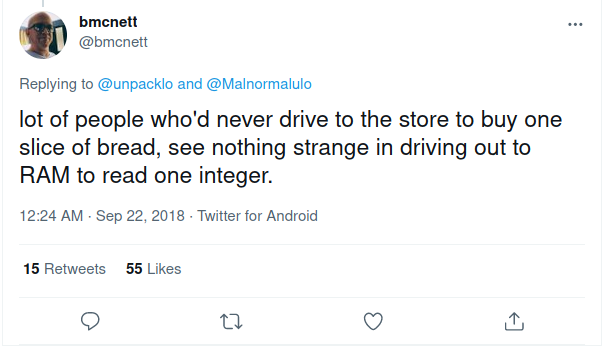 bmcnett
@bmcnett
Replying to @unpacklo and @Malnormalulo
lot of people who'd never drive to the store to buy one
slice of bread, see nothing strange in driving out to
RAM to read one integer.
12:24 AM · Sep 22, 2018 · Twitter for Android
15 Retweets 55 Likes